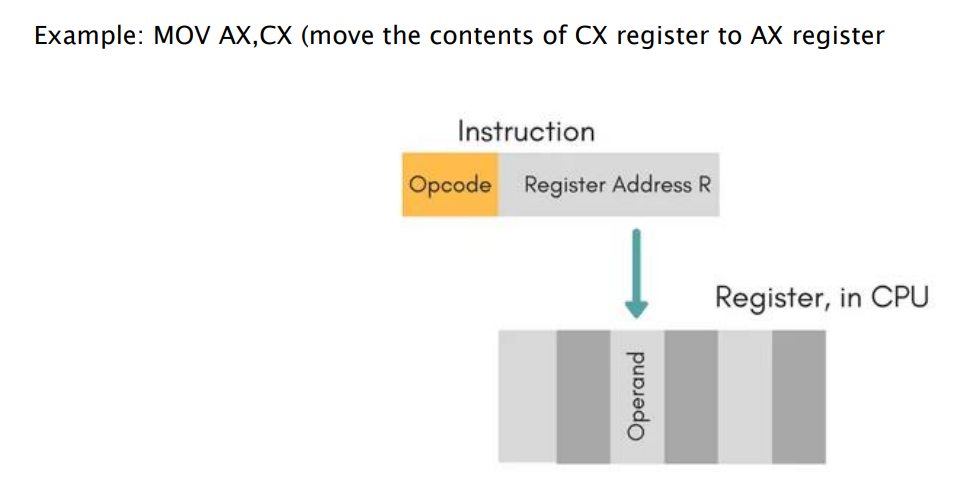 Example: MOV AX,CX (move the contents of CX register to AX register
Instruction
Opcode Register Address R
Register, in CPU
Operand